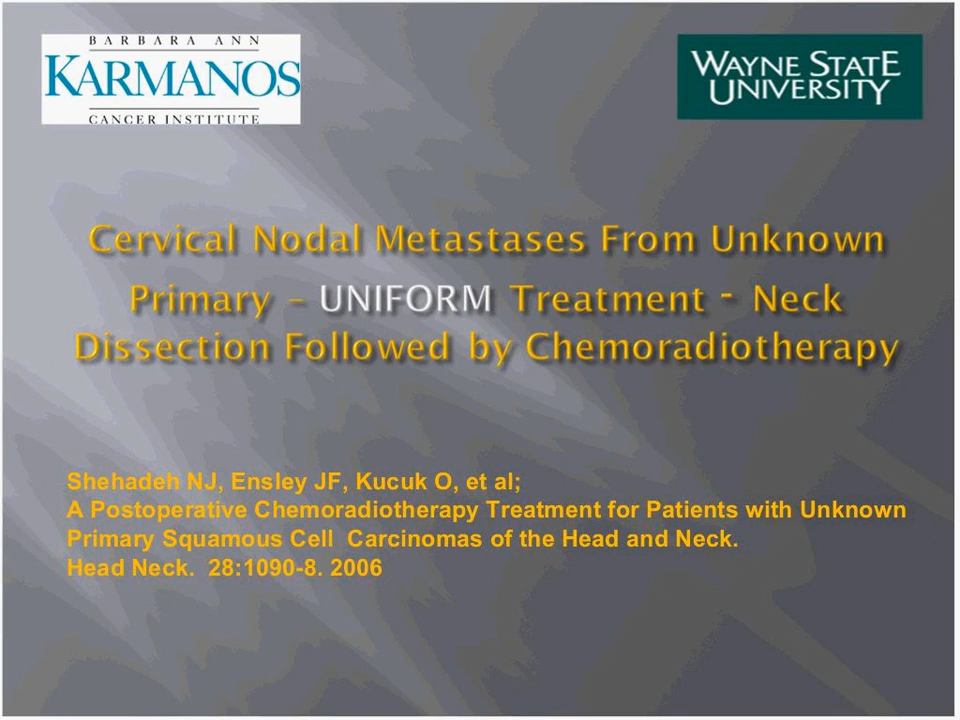 BARBARA ANN
KARMANOS
CANCER INSTITUTE
WAYNE STATE
UNIVERSITY
Cervical Nodal Metastases From Unknown
Primary – UNIFORM Treatment - Neck
Dissection Followed by Chemoradiotherapy
Shehadeh NJ, Ensley JF, Kucuk O, et al;
A Postoperative Chemoradiotherapy Treatment for Patients with Unknown
Primary Squamous Cell Carcinomas of the Head and Neck.
Head Neck. 28:1090-8. 2006